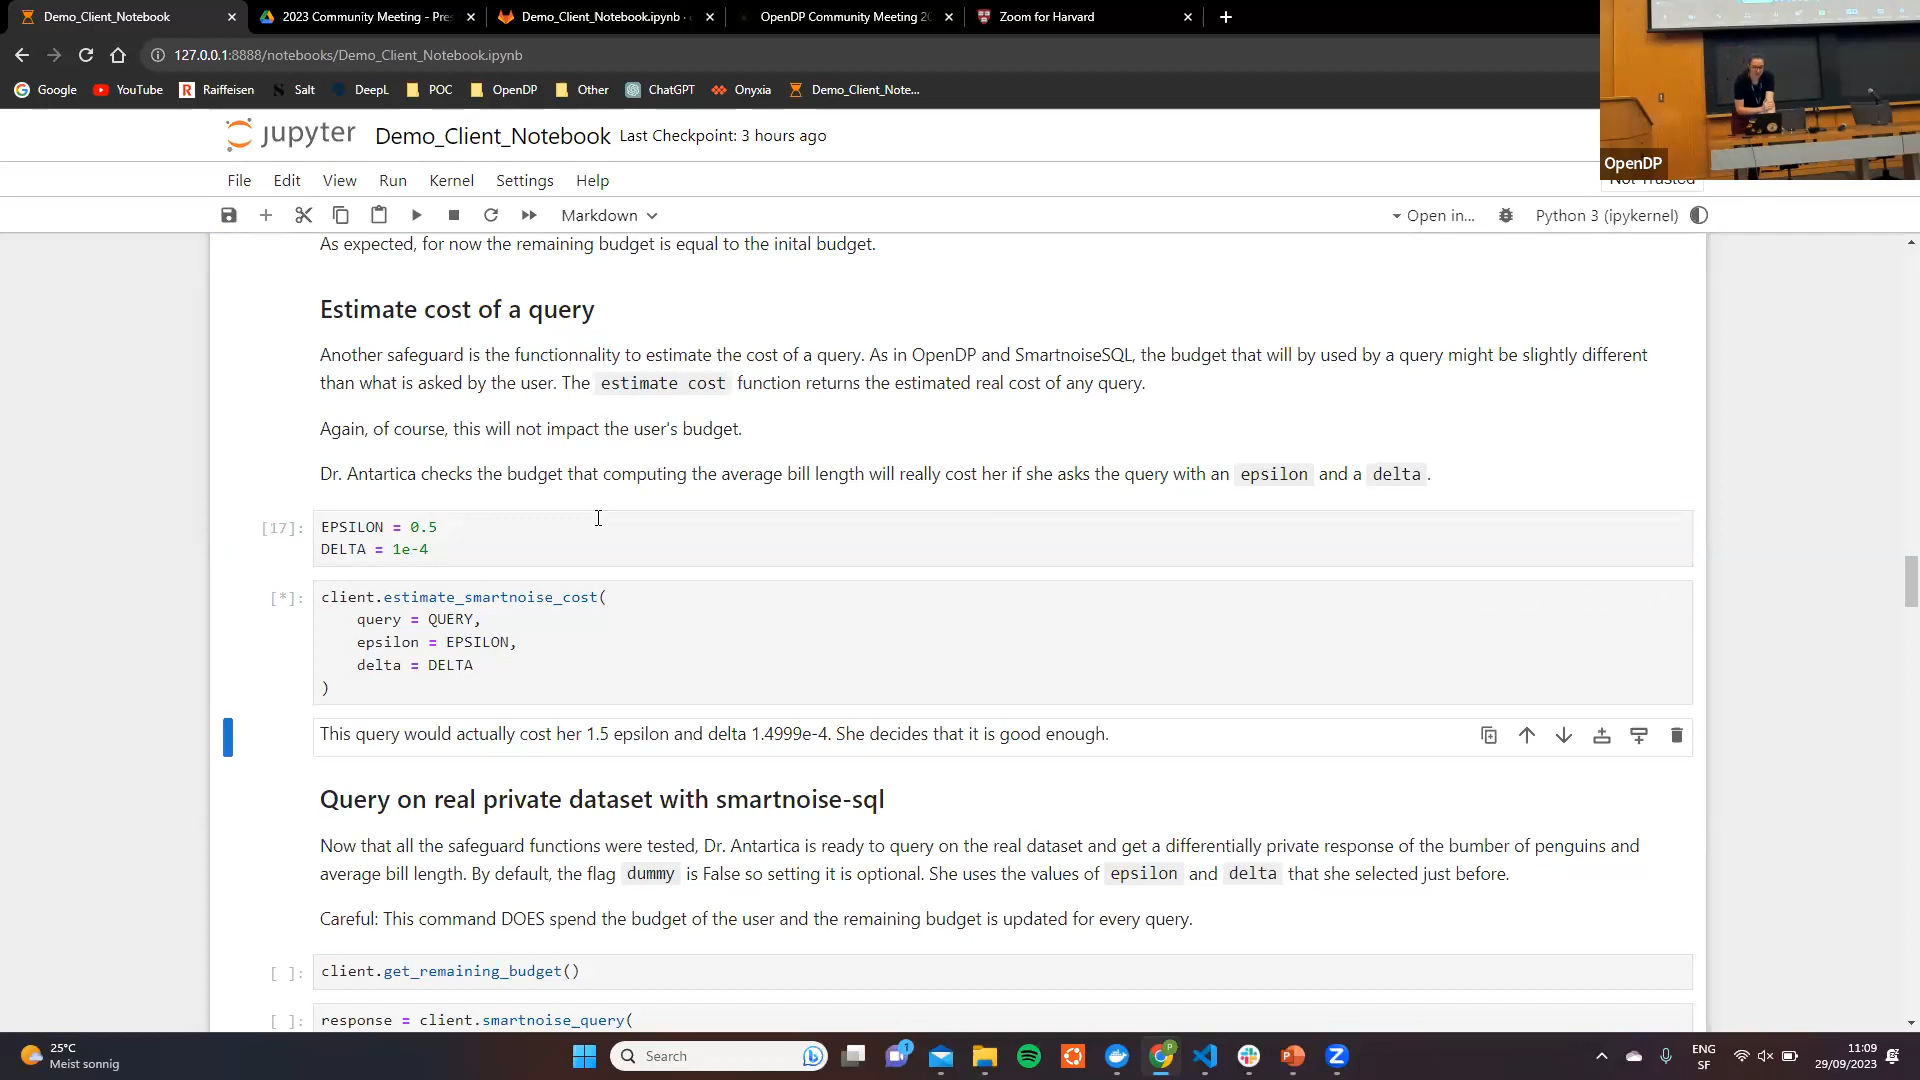 Demo_Client_Notebook
2023 Community Meeting - Pres
Demo_Client_Notebook.ipynb ·
OpenDP Community Meeting 20
Zoom for Harvard
127.0.0.1:8888/notebooks/Demo_Client_Notebook.ipynb
Google YouTube Raiffeisen Salt DeepL POC OpenDP Other ChatGPT Onyxia Demo_Client_Note...
jupyter Demo_Client_Notebook Last Checkpoint: 3 hours ago
OpenDP
File Edit View Run Kernel Settings Help
Not Trusted
Markdown Open in... Python 3 (ipykernel)
As expected, for now the remaining budget is equal to the inital budget.
Estimate cost of a query
Another safeguard is the functionnality to estimate the cost of a query. As in OpenDP and SmartnoiseSQL, the budget that will by used by a query might be slightly different
than what is asked by the user. The estimate cost function returns the estimated real cost of any query.
Again, of course, this will not impact the user's budget.
Dr. Antartica checks the budget that computing the average bill length will really cost her if she asks the query with an epsilon and a delta .
[17]: EPSILON = 0.5
DELTA = 1e-4
[*]: client.estimate_smartnoise_cost(
query = QUERY,
epsilon = EPSILON,
delta = DELTA
)
This query would actually cost her 1.5 epsilon and delta 1.4999e-4. She decides that it is good enough.
Query on real private dataset with smartnoise-sql
Now that all the safeguard functions were tested, Dr. Antartica is ready to query on the real dataset and get a differentially private response of the bumber of penguins and
average bill length. By default, the flag dummy is False so setting it is optional. She uses the values of epsilon and delta that she selected just before.
Careful: This command DOES spend the budget of the user and the remaining budget is updated for every query.
[ ]: client.get_remaining_budget()
[ ]: response = client.smartnoise_query(
25°C
Meist sonnig
Search
1
P
ENG
SF
11:09
29/09/2023